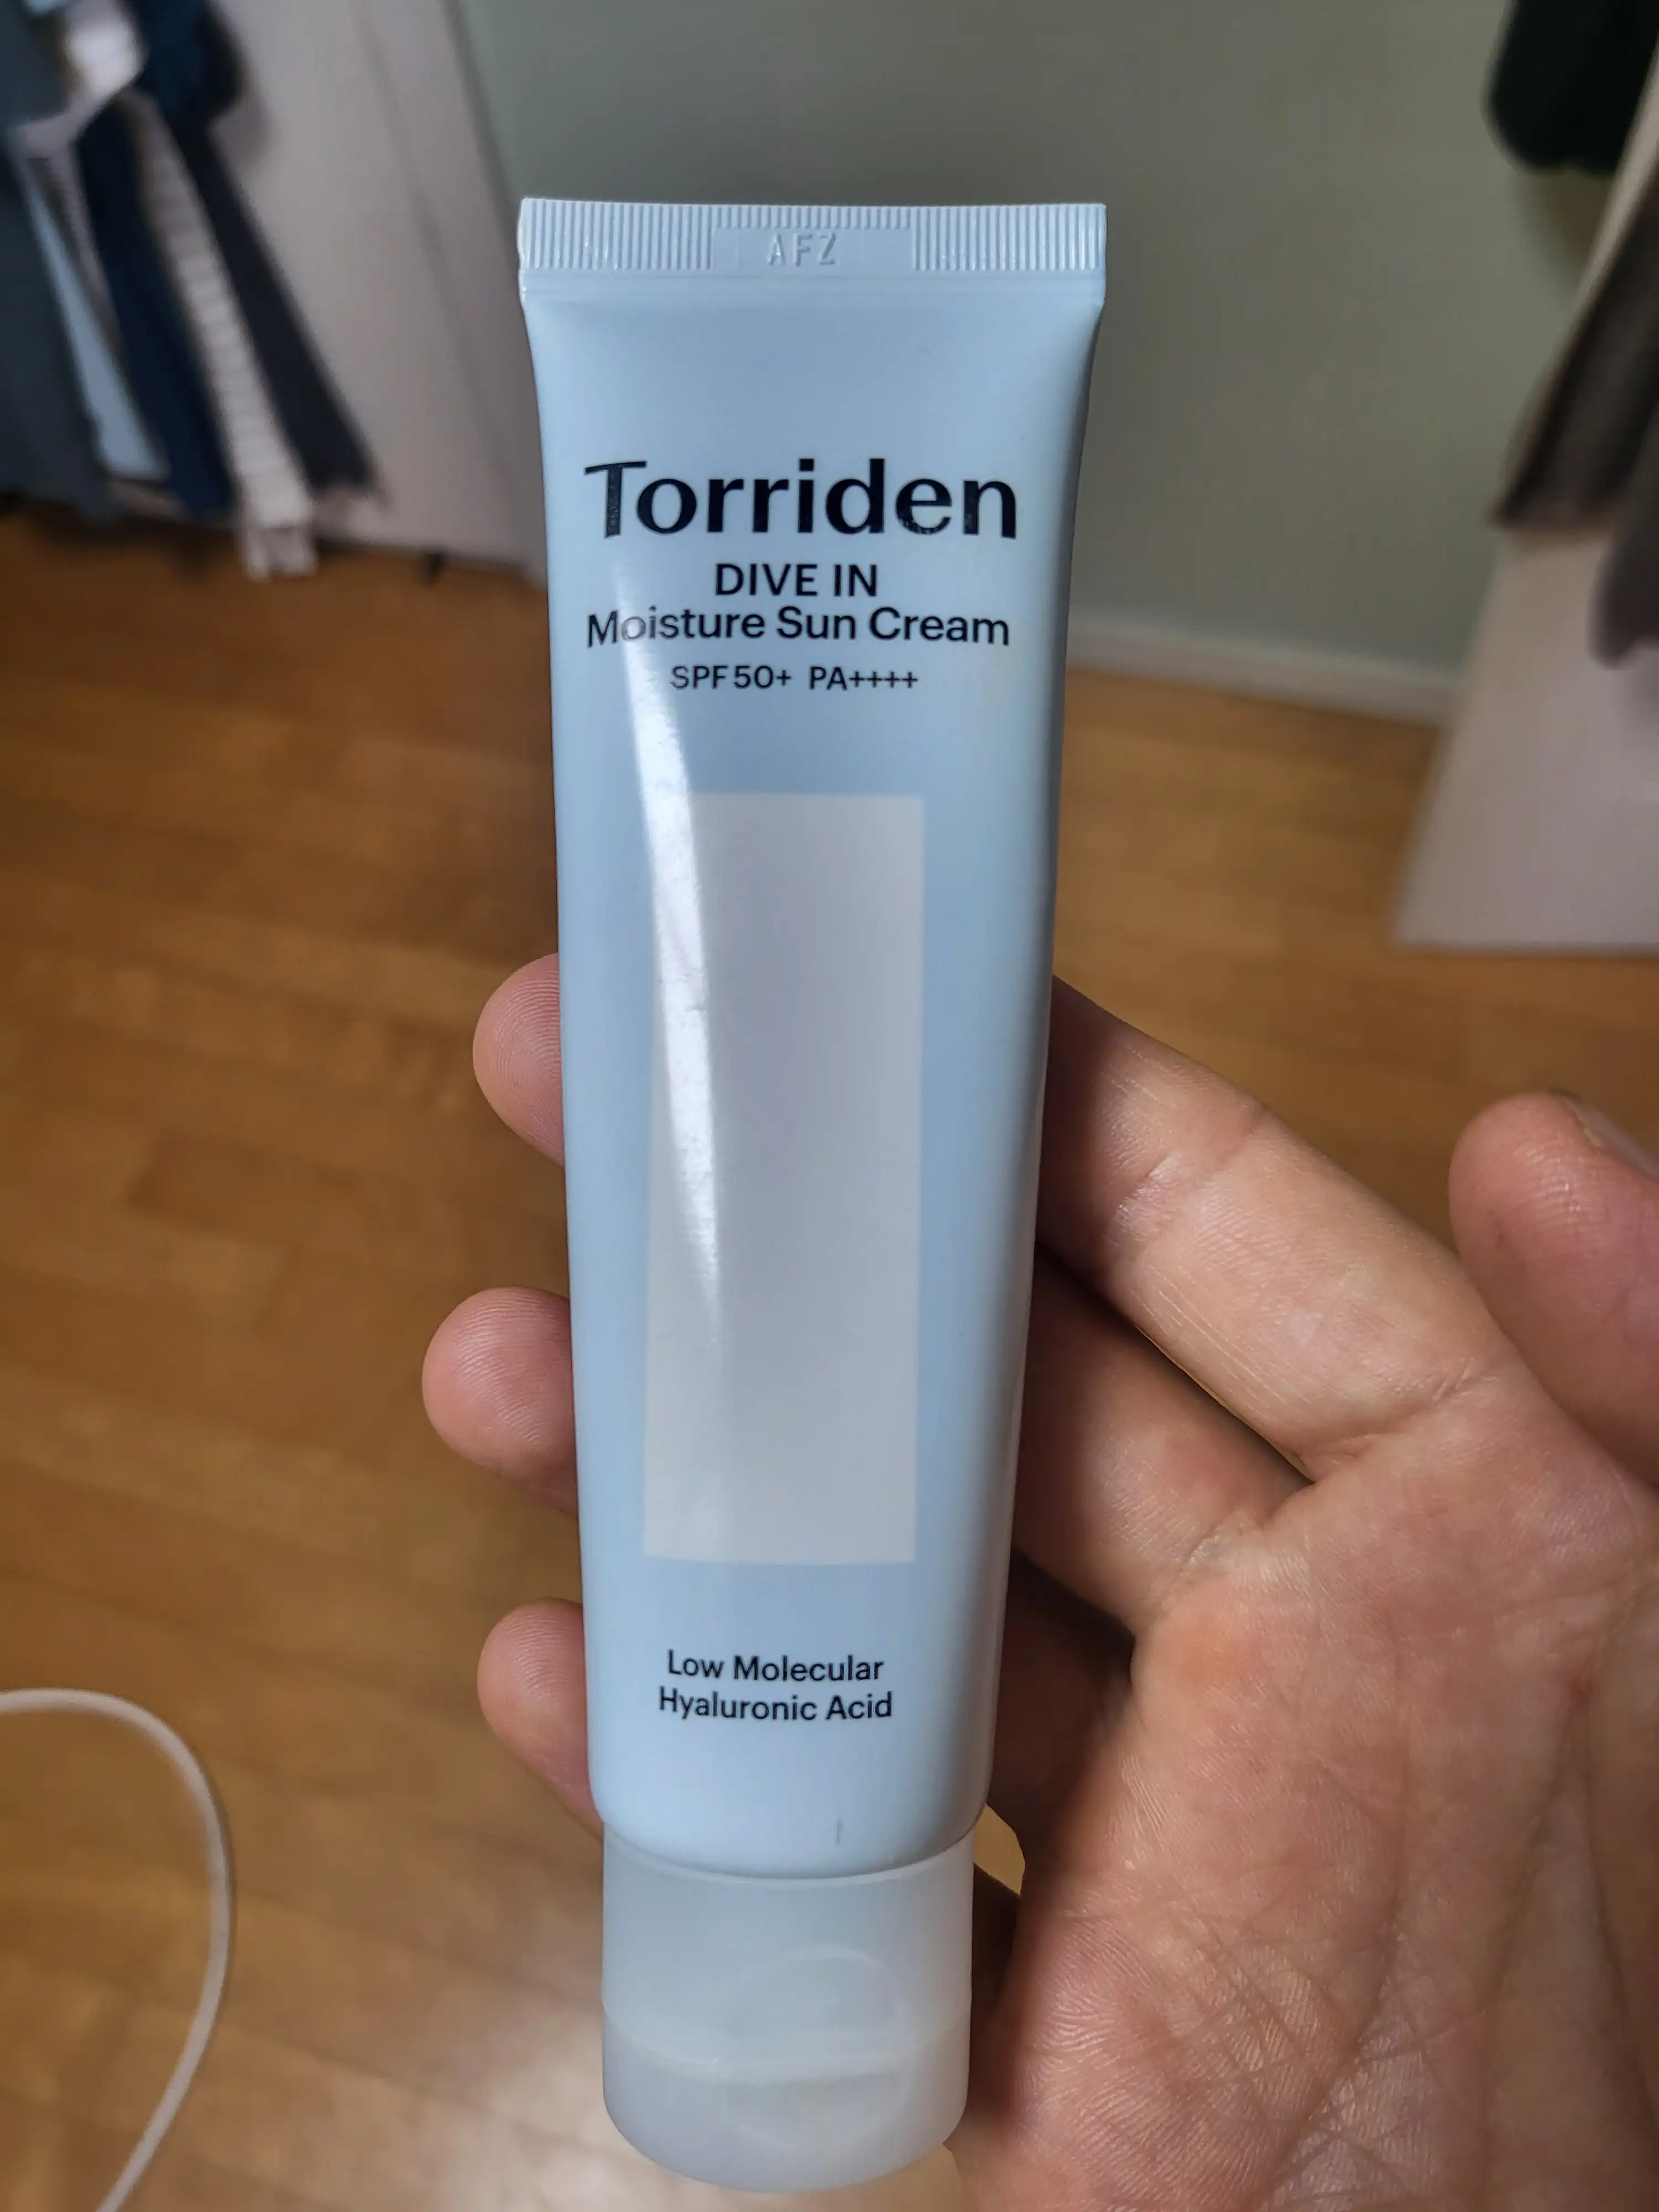 AFZ
Torriden
DIVE IN
Moisture Sun Cream
SPF50+ PA++++
Low Molecular
Hyaluronic Acid